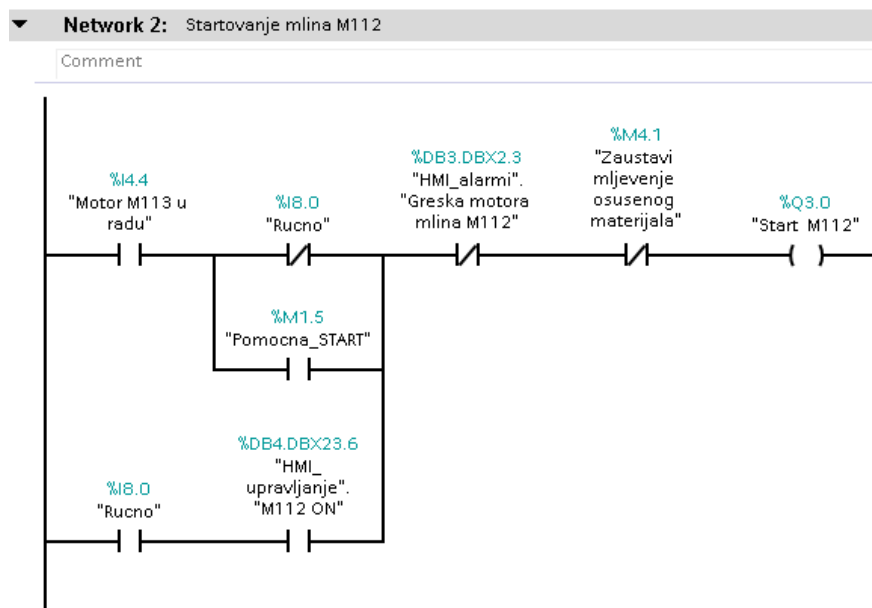 Network 2: Startovanje mlina M112
Comment
%I4.4
"Motor M113 u
radu"
%I8.0
"Rucno"
%DB3.DBX2.3
"HMI_alarmi".
"Greska motora
mlina M112"
%M4.1
"Zaustavi
mljevenje
osusenog
materijala"
%Q3.0
"Start M112"
%M1.5
"Pomocna_START"
%I8.0
"Rucno"
%DB4.DBX23.6
"HMI_
upravljanje".
"M112 ON"